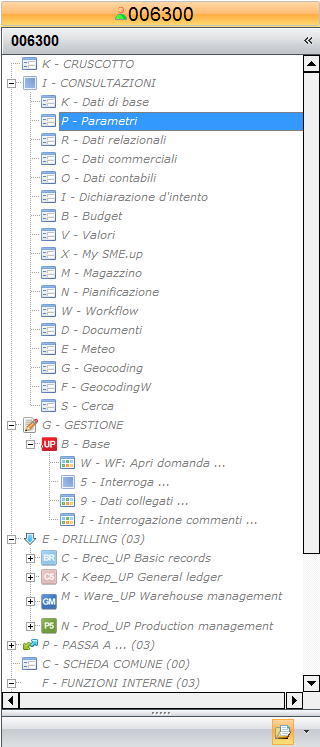 006300
006300 «
K - CRUSCOTTO
I - CONSULTAZIONI
K - Dati di base
P - Parametri
R - Dati relazionali
C - Dati commerciali
O - Dati contabili
I - Dichiarazione d'intento
B - Budget
V - Valori
X - My SME.up
M - Magazzino
N - Pianificazione
W - Workflow
D - Documenti
E - Meteo
G - Geocoding
F - GeocodingW
S - Cerca
G - GESTIONE
.UP B - Base
W - WF: Apri domanda ...
5 - Interroga ...
9 - Dati collegati ...
I - Interrogazione commenti ...
E - DRILLING (03)
BR C - Brec_UP Basic records
C5 K - Keep_UP General ledger
GM M - Ware_UP Warehouse management
P5 N - Prod_UP Production management
P - PASSA A ... (03)
C - SCHEDA COMUNE (00)
F - FUNZIONI INTERNE (03)